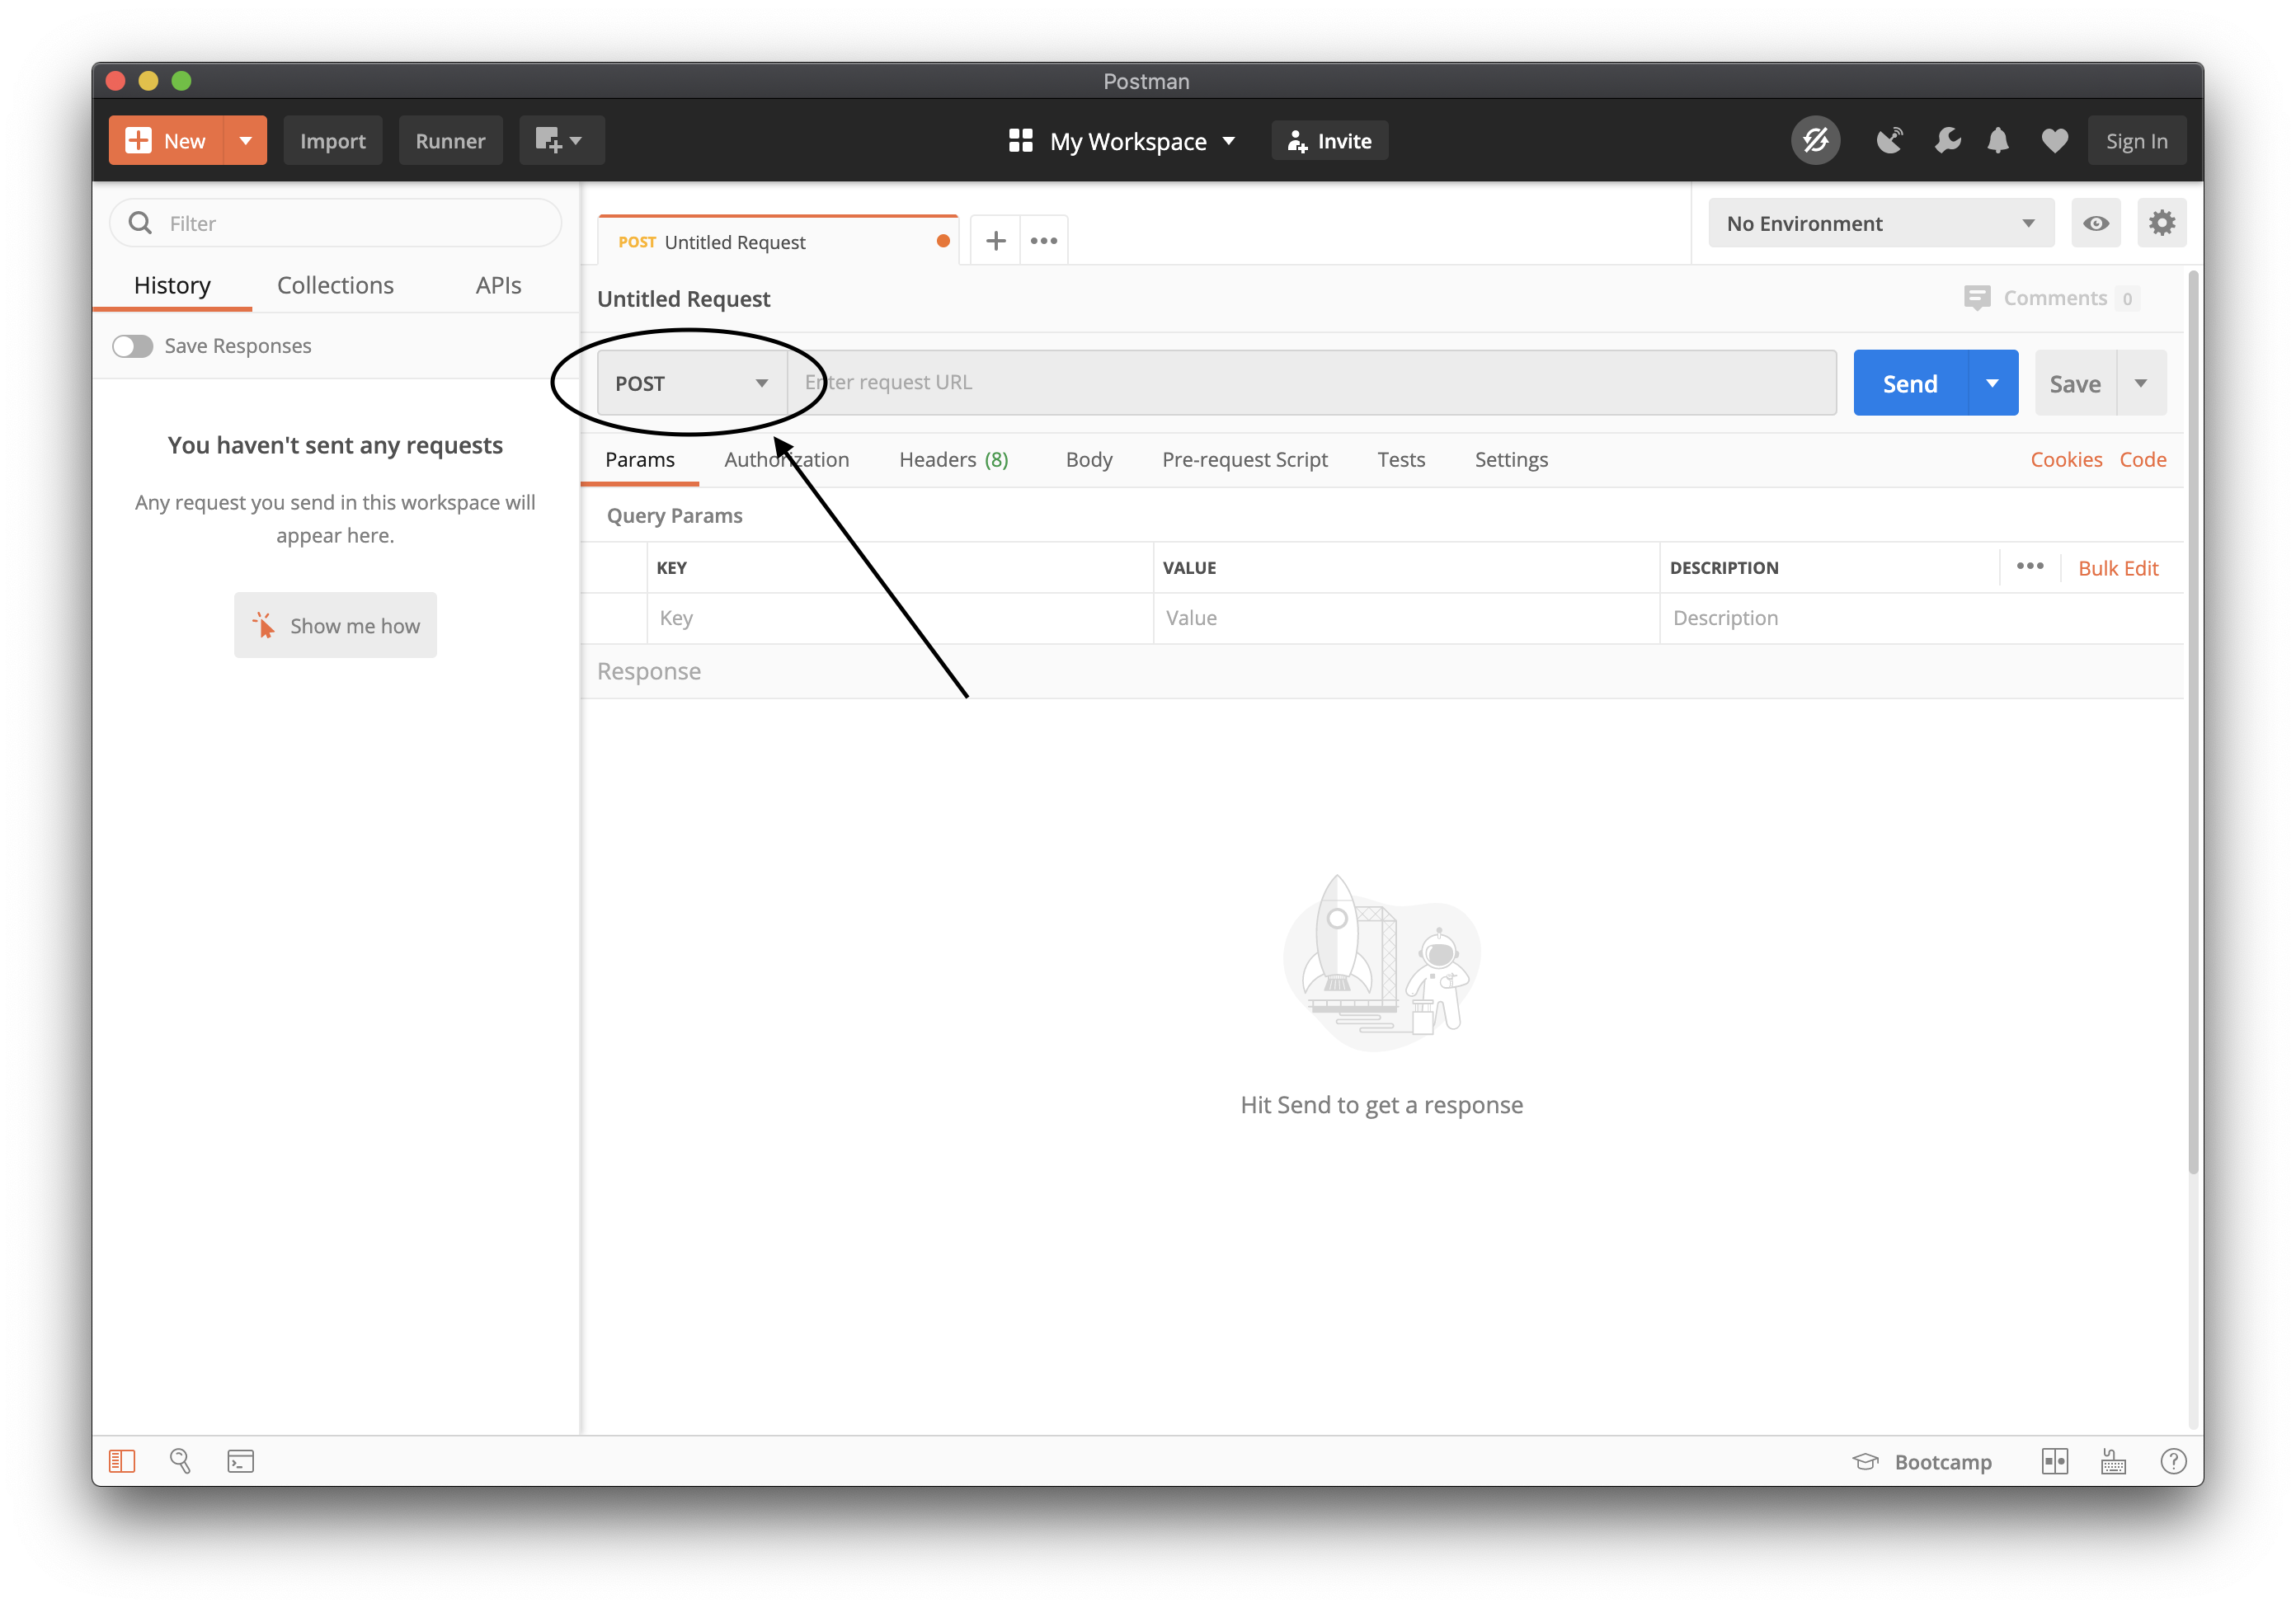 Postman
New
Import
Runner
My Workspace
Invite
Sign In
Filter
History
Collections
APIs
Save Responses
You haven't sent any requests
Any request you send in this workspace will
appear here.
Show me how
POST Untitled Request
No Environment
Untitled Request
Comments 0
POST
Enter request URL
Send
Save
Params
Authorization
Headers (8)
Body
Pre-request Script
Tests
Settings
Cookies
Code
Query Params
KEY
VALUE
DESCRIPTION
Bulk Edit
Key
Value
Description
Response
Hit Send to get a response
Bootcamp